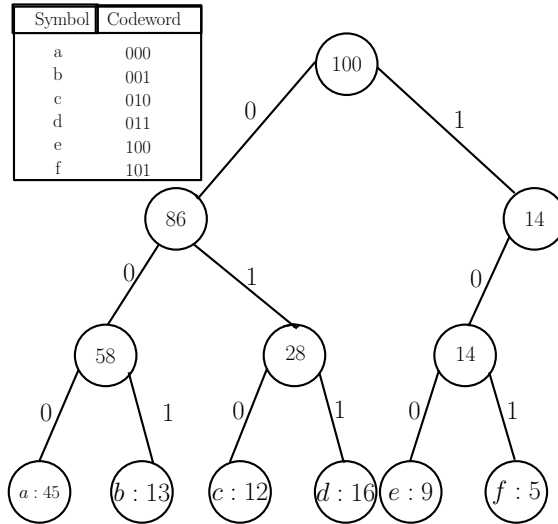 Symbol Codeword
a 000
b 001
c 010
d 011
e 100
f 101
100
0 1
86 14
0 1 0
58 28 14
0 1 0 1 0 1
a : 45 b : 13 c : 12 d : 16 e : 9 f : 5